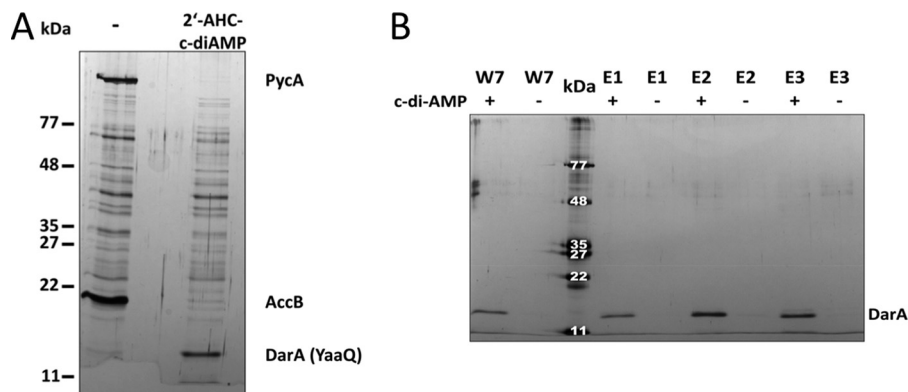 A
kDa
-
2‘-AHC-
c-diAMP
PycA
77
48
35
27
22
AccB
DarA (YaaQ)
11
B
W7 W7 kDa E1 E1 E2 E2 E3 E3
c-di-AMP + - + - + - + -
77
48
35
27
22
DarA
11